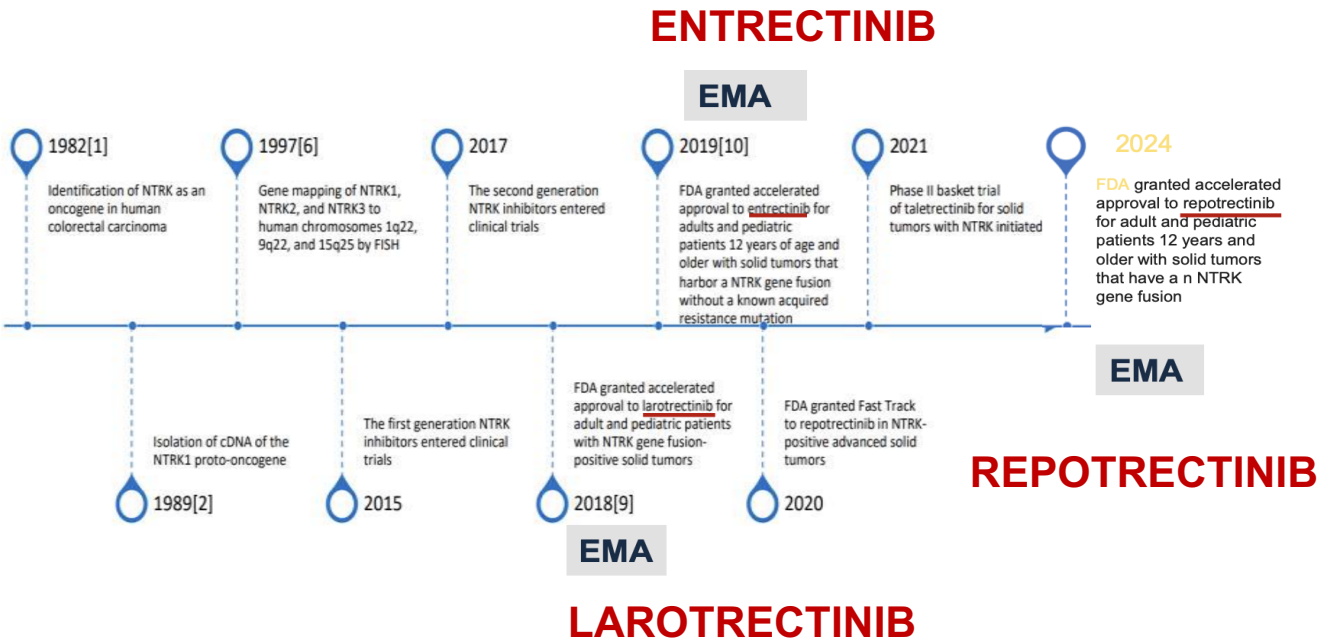 ENTRECTINIB
EMA
1982[1]
Identification of NTRK as an
oncogene in human
colorectal carcinoma
1997[6]
Gene mapping of NTRK1,
NTRK2, and NTRK3 to
human chromosomes 1q22,
9q22, and 15q25 by FISH
2017
The second generation
NTRK inhibitors entered
clinical trials
2019[10]
FDA granted accelerated
approval to entrectinib for
adults and pediatric
patients 12 years of age and
older with solid tumors that
harbor a NTRK gene fusion
without a known acquired
resistance mutation
2021
Phase II basket trial
of taletrectinib for solid
tumors with NTRK initiated
2024
FDA granted accelerated
approval to repotrectinib
for adult and pediatric
patients 12 years and
older with solid tumors
that have a n NTRK
gene fusion
EMA
Isolation of cDNA of the
NTRK1 proto-oncogene
1989[2]
The first generation NTRK
inhibitors entered clinical
trials
2015
FDA granted accelerated
approval to larotrectinib for
adult and pediatric patients
with NTRK gene fusion-
positive solid tumors
2018[9]
EMA
FDA granted Fast Track
to repotrectinib in NTRK-
positive advanced solid
tumors
2020
REPOTRECTINIB
LAROTRECTINIB